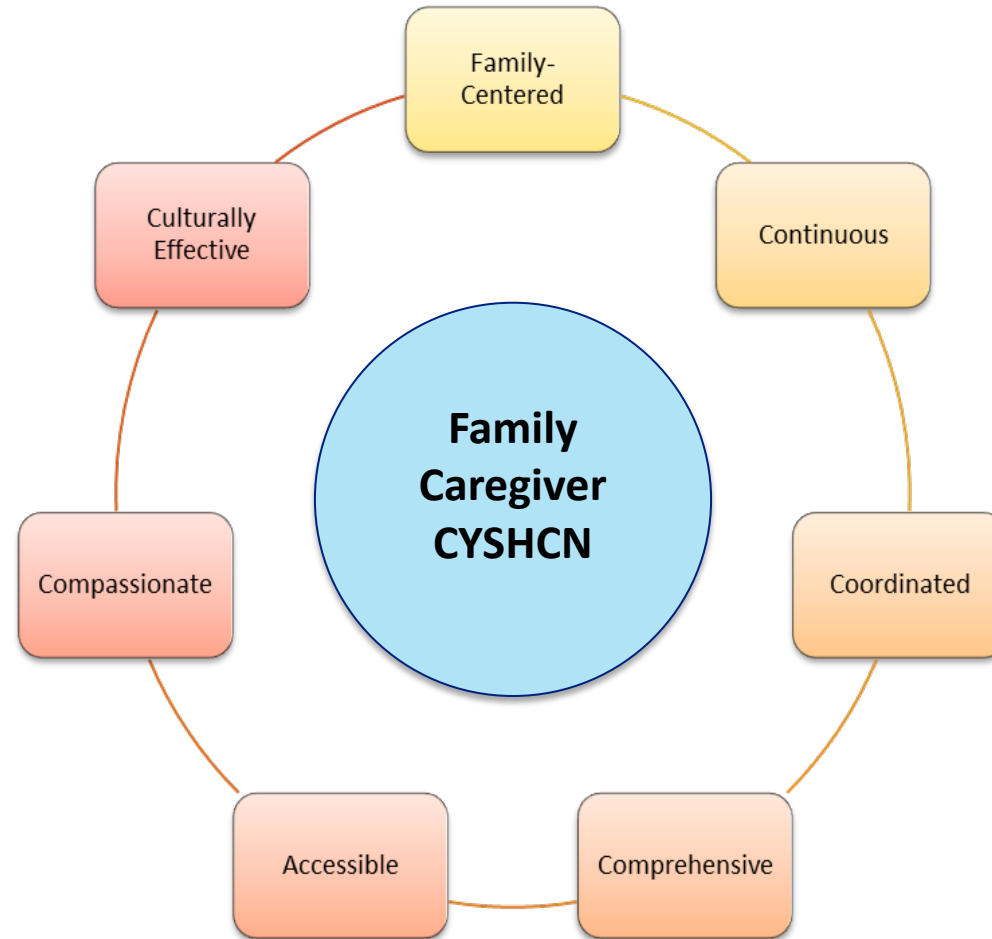 Family-
Centered
Culturally
Effective
Continuous
Family
Caregiver
CYSHCN
Compassionate
Coordinated
Accessible
Comprehensive